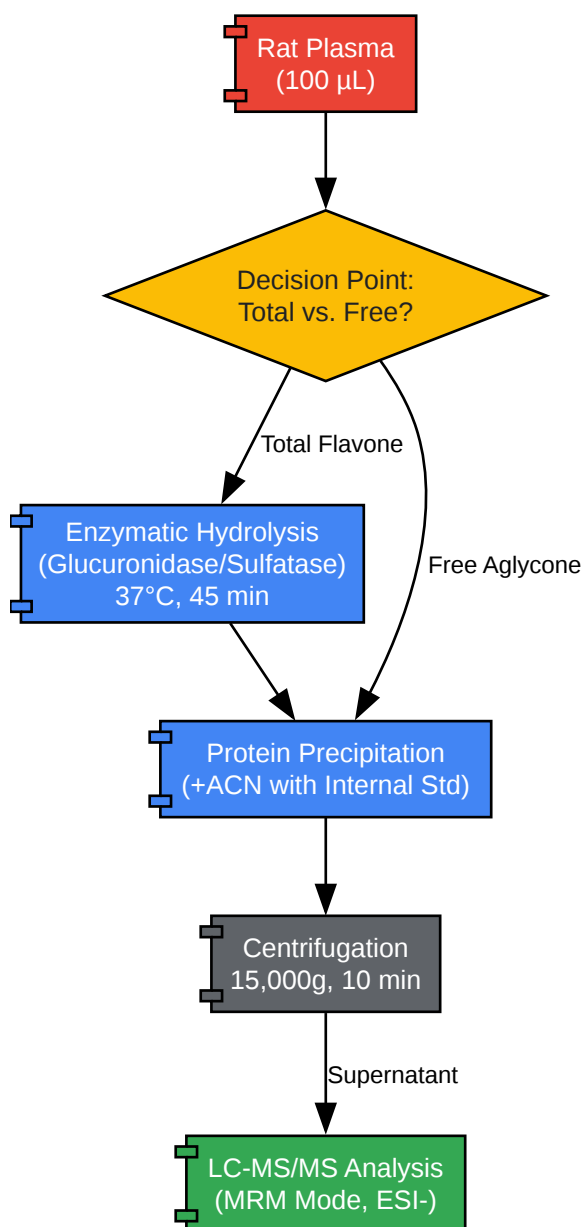 Rat Plasma
(100 µL)
Decision Point:
Total vs. Free?
Total Flavone
Enzymatic Hydrolysis
(Glucuronidase/Sulfatase)
37°C, 45 min
Free Aglycone
Protein Precipitation
(+ACN with Internal Std)
Centrifugation
15,000g, 10 min
Supernatant
LC-MS/MS Analysis
(MRM Mode, ESI-)